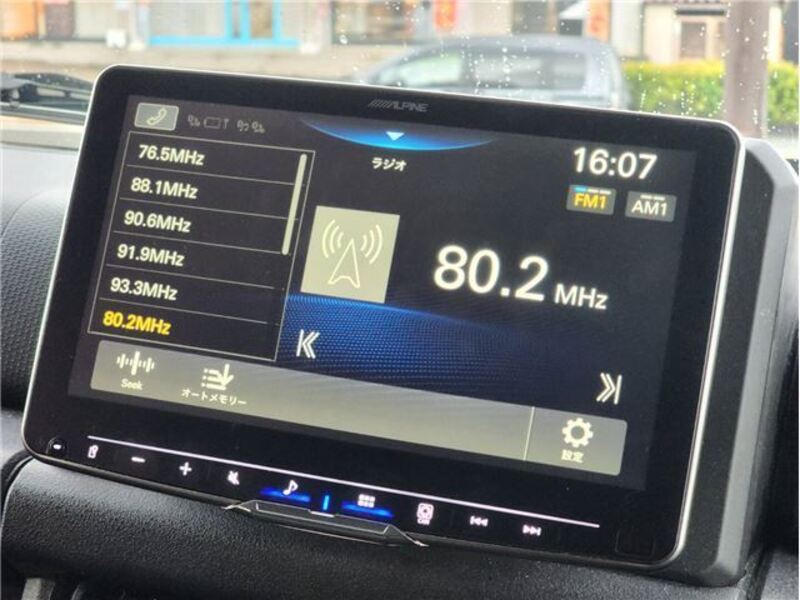 ALPINE
ラジオ
16:07
FM1
AM1
76.5MHz
88.1MHz
90.6MHz
91.9MHz
93.3MHz
80.2MHz
80.2 MHz
Seek
オートメモリー
設定